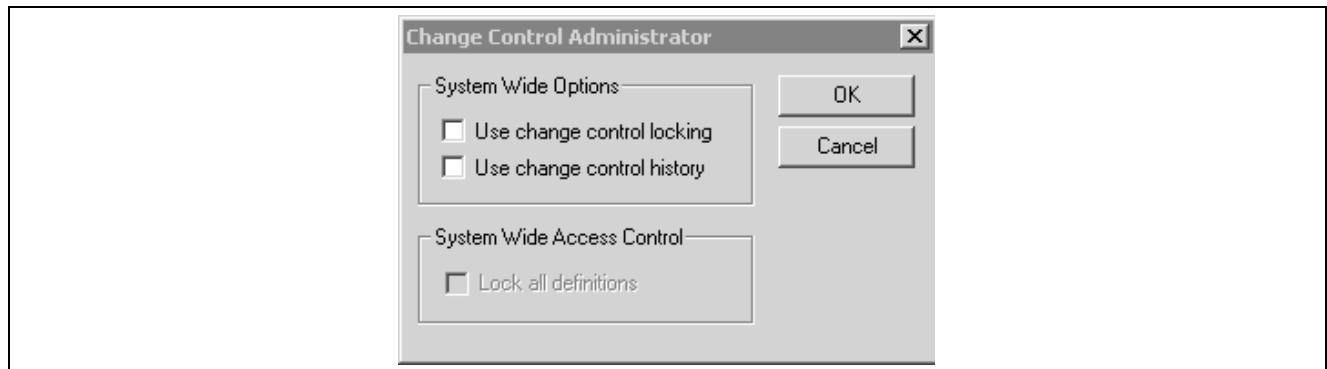 Change Control Administrator
System Wide Options
Use change control locking
Use change control history
OK
Cancel
System Wide Access Control
Lock all definitions